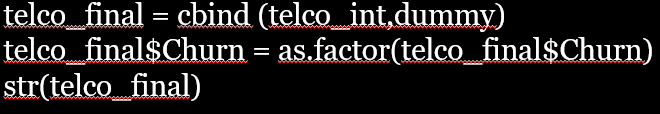 telco_final = cbind (telco_int,dummy)
telco_final$Churn = as.factor(telco_final$Churn)
str(telco_final)